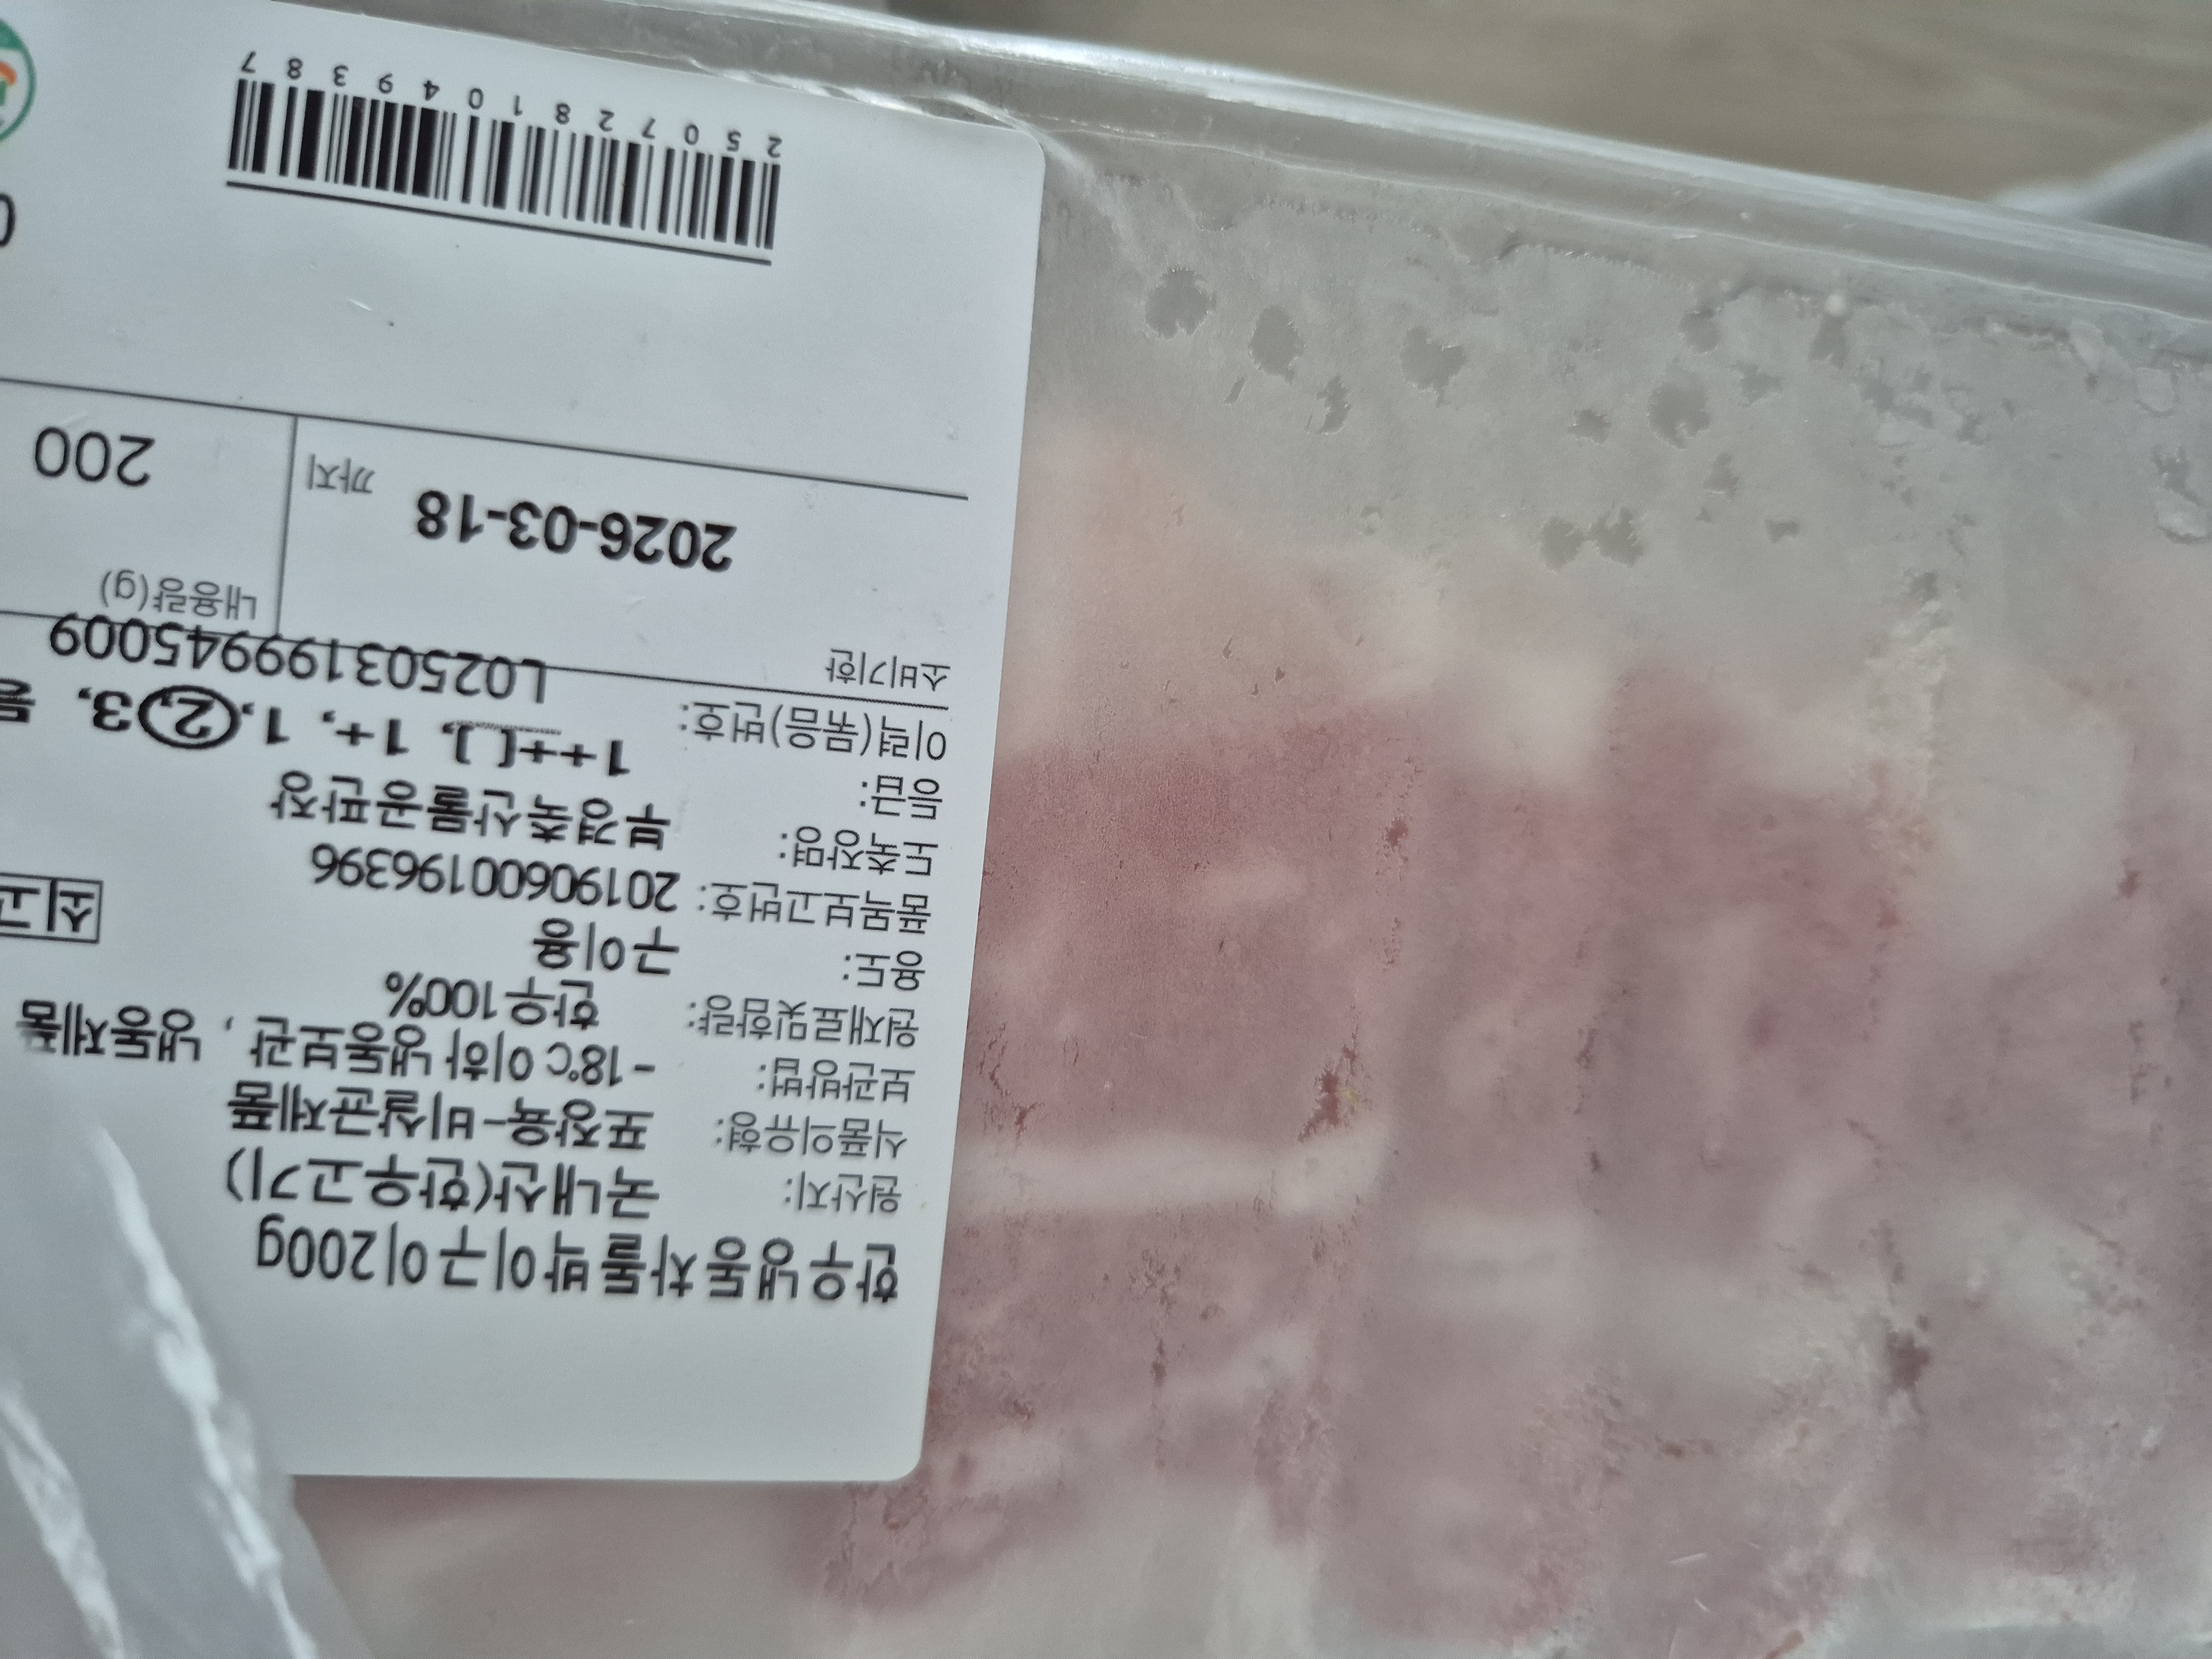 한우냉동차돌박이구이200g
원산지: 국내산(한우고기)
식품의유형: 포장육-비살균제품
보관방법: -18℃ 이하 냉동보관, 냉동제품
원재료및함량: 한우100%
용도: 구이용
품목보고번호: 2019060019​6396
도축장명: 부경축산물공판장
등급: 1++( ), 1+, 1, 2, 3, 등
이력(묶음)번호: L02503199945009
소비기한 내용량(g)
2026-03-18 까지 200
2507281049387